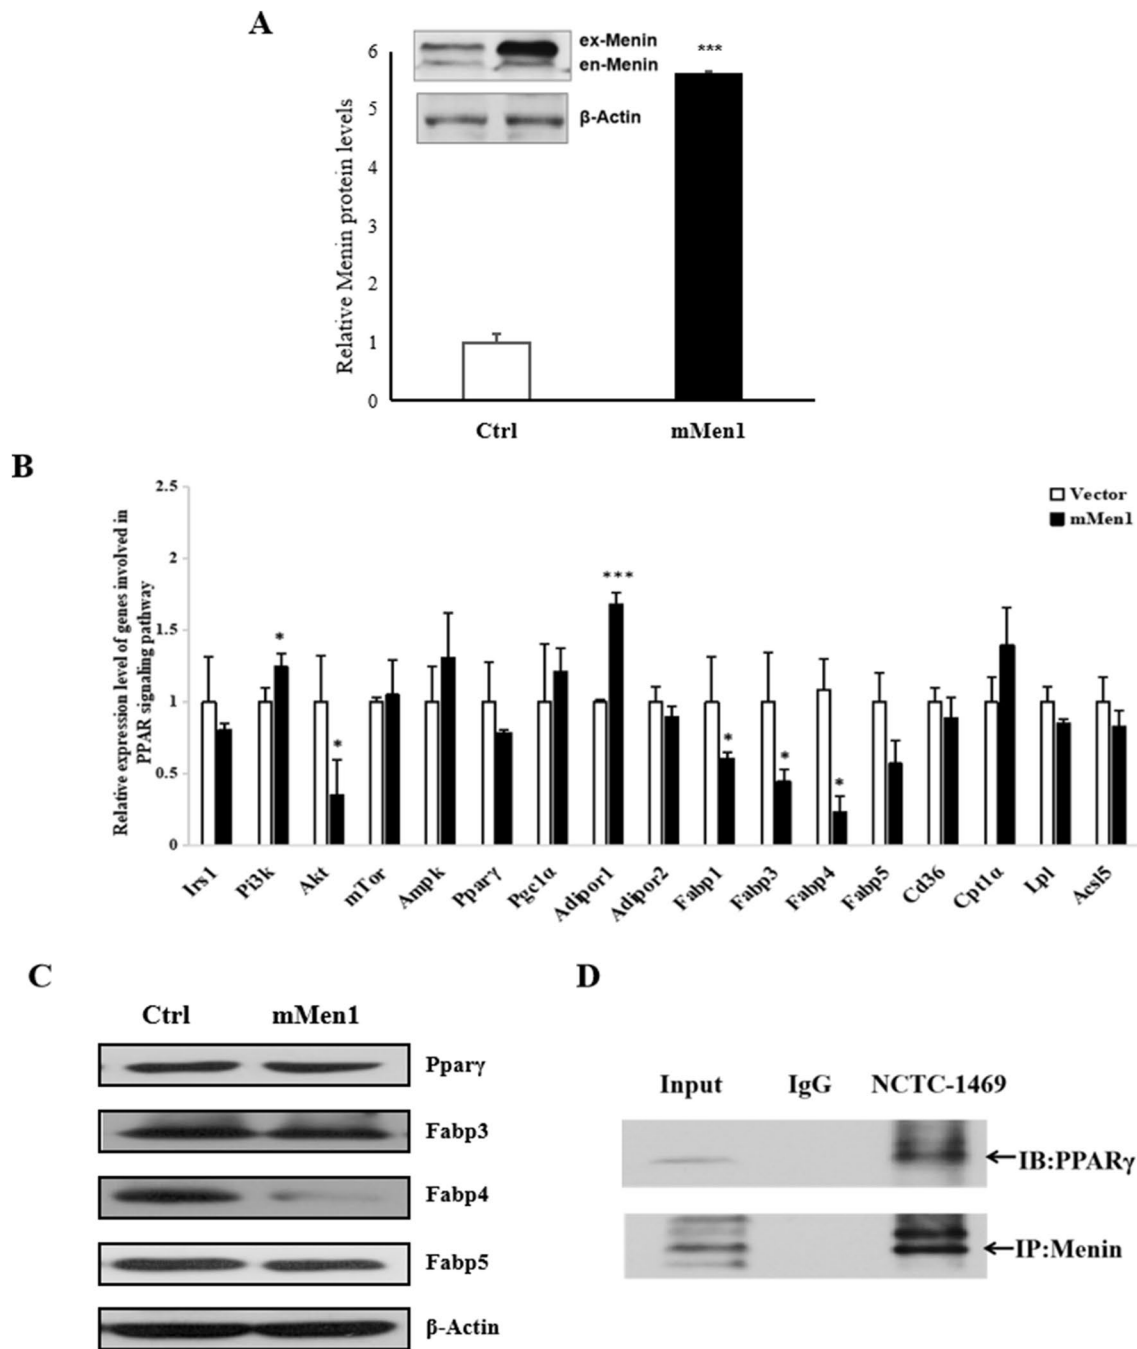 A
Relative Menin protein levels
6
5
4
3
2
1
0
ex-Menin
en-Menin
β-Actin
***
Ctrl
mMen1
B
Relative expression level of genes involved in
PPAR signaling pathway
2.5
2
1.5
1
0.5
0
Vector
mMen1
*
*
***
*
*
*
Irs1
Pi3k
Akt
mTor
Ampk
Pparγ
Pgc1α
Adipor1
Adipor2
Fabp1
Fabp3
Fabp4
Fabp5
Cd36
Cpt1α
Lpl
Acsl5
C
Ctrl mMen1
Pparγ
Fabp3
Fabp4
Fabp5
β-Actin
D
Input IgG NCTC-1469
IB:PPARγ
IP:Menin